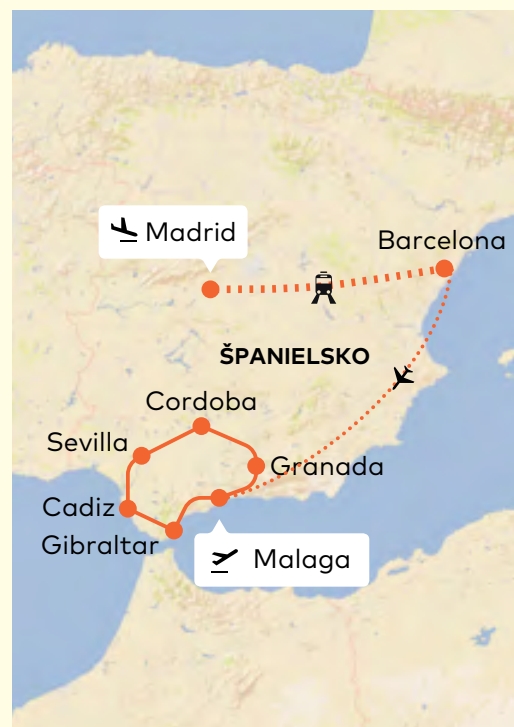 Madrid
Barcelona
ŠPANIELSKO
Cordoba
Sevilla
Granada
Cadiz
Gibraltar
Malaga